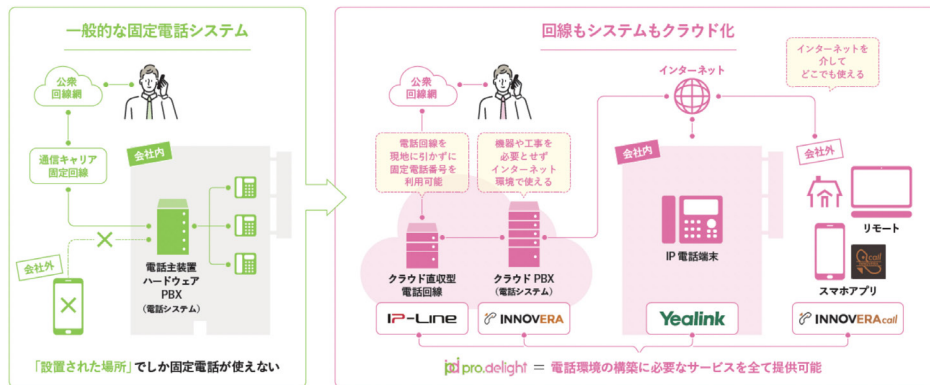 一般的な固定電話システム
公衆
回線網
通信キャリア
固定回線
会社内
会社外
電話主装置
ハードウェア
PBX
(電話システム)
「設置された場所」でしか固定電話が使えない
回線もシステムもクラウド化
公衆
回線網
電話回線を
現地に引かずに
固定電話番号を
利用可能
機器や工事を
必要とせず
インターネット
環境で使える
インターネット
インターネットを
介して
どこでも使える
会社内
会社外
クラウド直収型
電話回線
クラウド PBX
(電話システム)
IP 電話端末
リモート
call
スマホアプリ
IP-Line
INNOVERA
Yealink
INNOVERAcall
pro.delight = 電話環境の構築に必要なサービスを全て提供可能